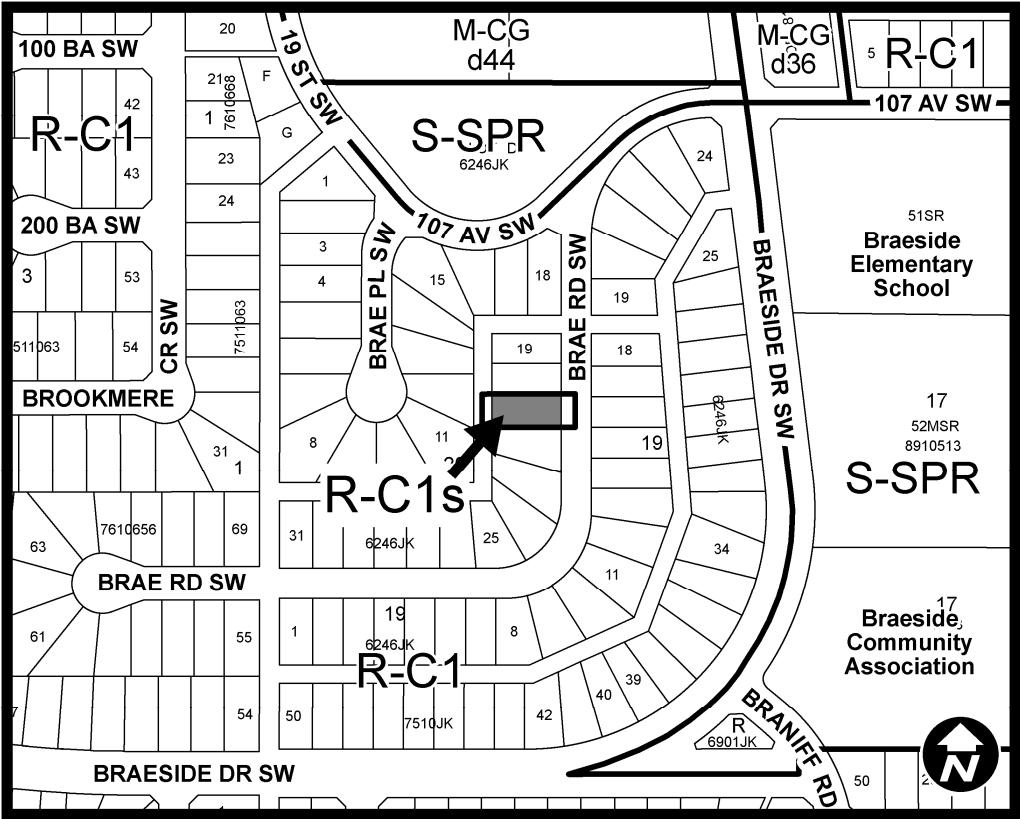 20
M-CG
d44
M-CG
d36
5
R-C1
100 BA SW
19 ST SW
21
F
7610668
107 AV SW
42
1
R-C1
G
S-SPR
6246JK
23
24
43
1
24
200 BA SW
107 AV SW
51SR
Braeside
Elementary
School
3
53
3
4
15
18
25
19
BRAE PL SW
BRAE RD SW
BRAESIDE DR SW
CR SW
7511063
511063
54
19
18
BROOKMERE
6246JK
17
52MSR
8910513
S-SPR
31
1
8
11
19
R-C1s
7610656
69
31
6246JK
25
63
34
BRAE RD SW
11
19
6246JK
61
55
1
8
17
Braeside
Community
Association
R-C1
39
40
54
50
7510JK
42
R
6901JK
BRANIFF RD
BRAESIDE DR SW
50
N